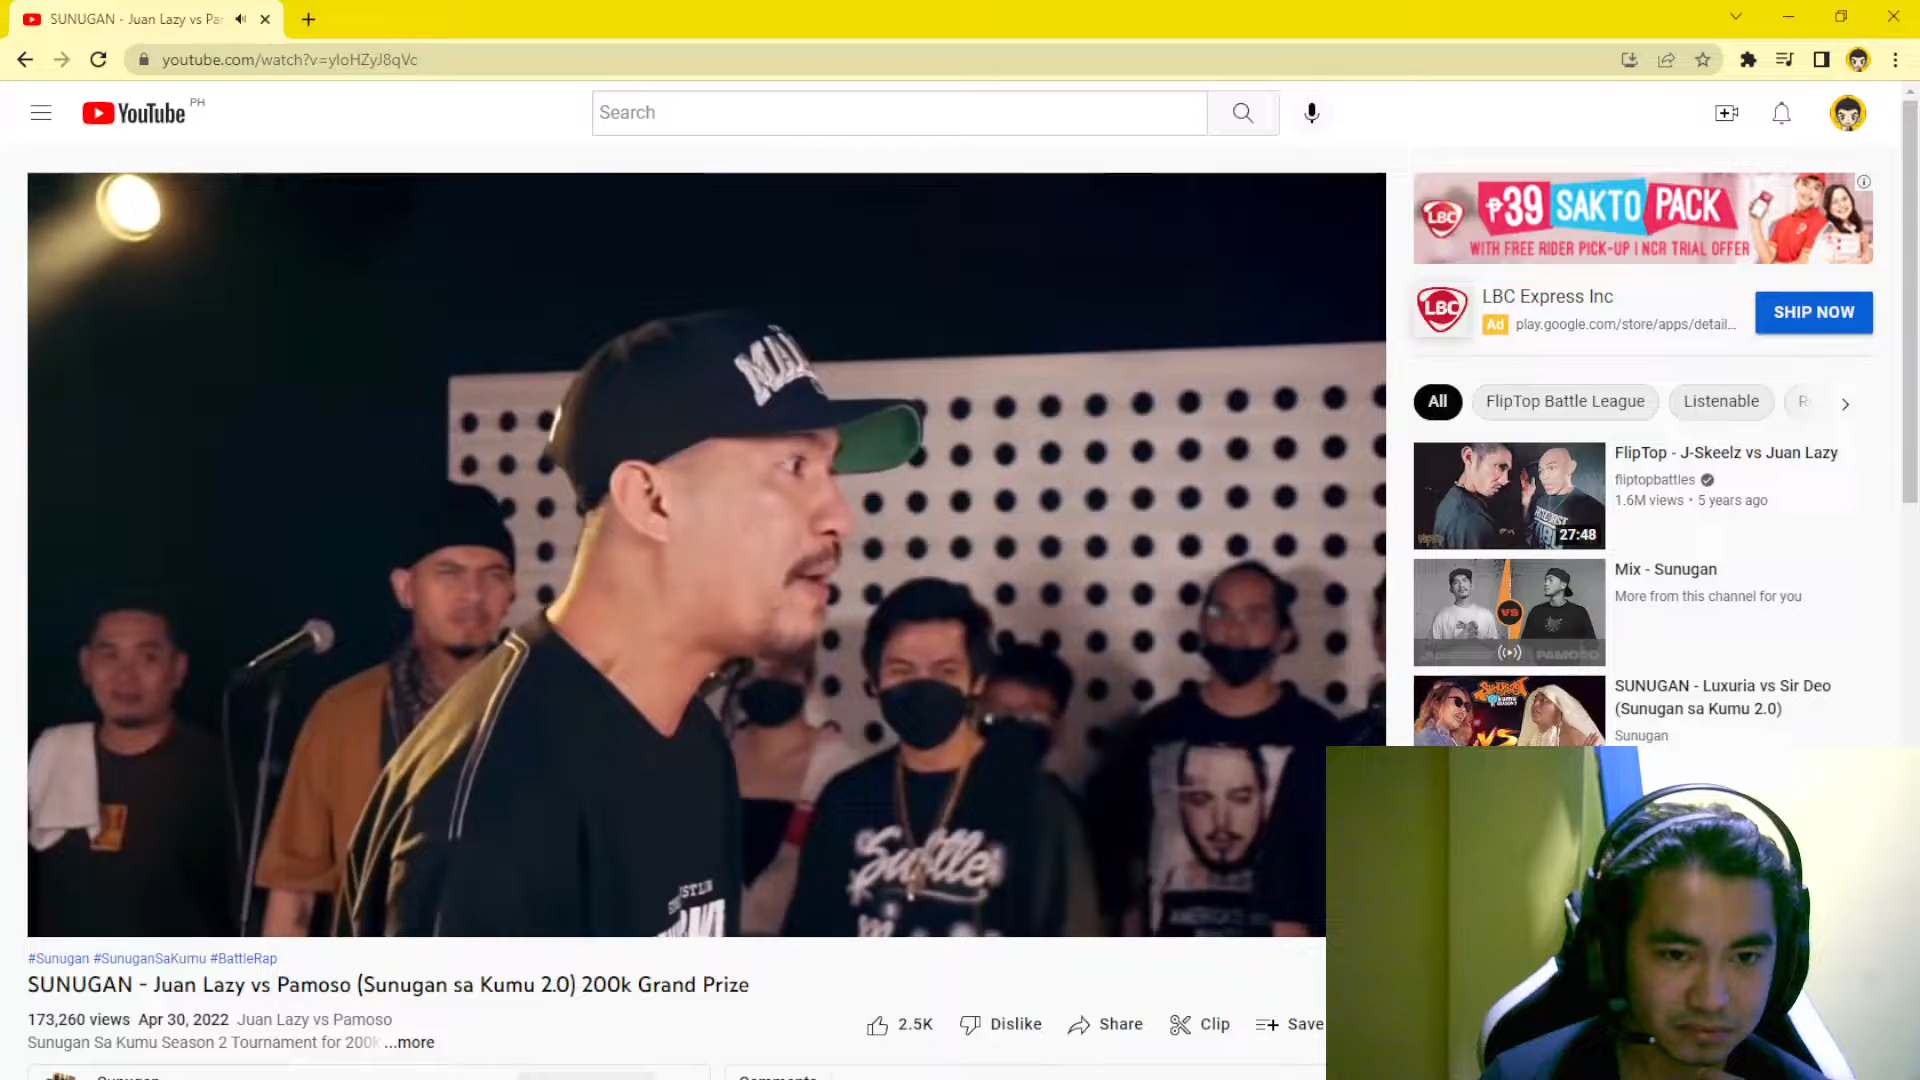 SUNUGAN - Juan Lazy vs Pa
youtube.com/watch?v=yIoHZyJ8qVc
YouTube PH
Search
LBC
₱39 SAKTO PACK
WITH FREE RIDER PICK-UP | NCR TRIAL OFFER
LBC
LBC Express Inc
Ad play.google.com/store/apps/detail...
SHIP NOW
All
FlipTop Battle League
Listenable
FlipTop - J-Skeelz vs Juan Lazy
fliptopbattles
1.6M views • 5 years ago
27:48
Mix - Sunugan
More from this channel for you
VS
PAMOSO
SUNUGAN - Luxuria vs Sir Deo
(Sunugan sa Kumu 2.0)
Sunugan
VS
#Sunugan #SunuganSaKumu #BattleRap
SUNUGAN - Juan Lazy vs Pamoso (Sunugan sa Kumu 2.0) 200k Grand Prize
173,260 views Apr 30, 2022 Juan Lazy vs Pamoso
Sunugan Sa Kumu Season 2 Tournament for 200k ...more
2.5K
Dislike
Share
Clip
Save
Sunugan
Comments